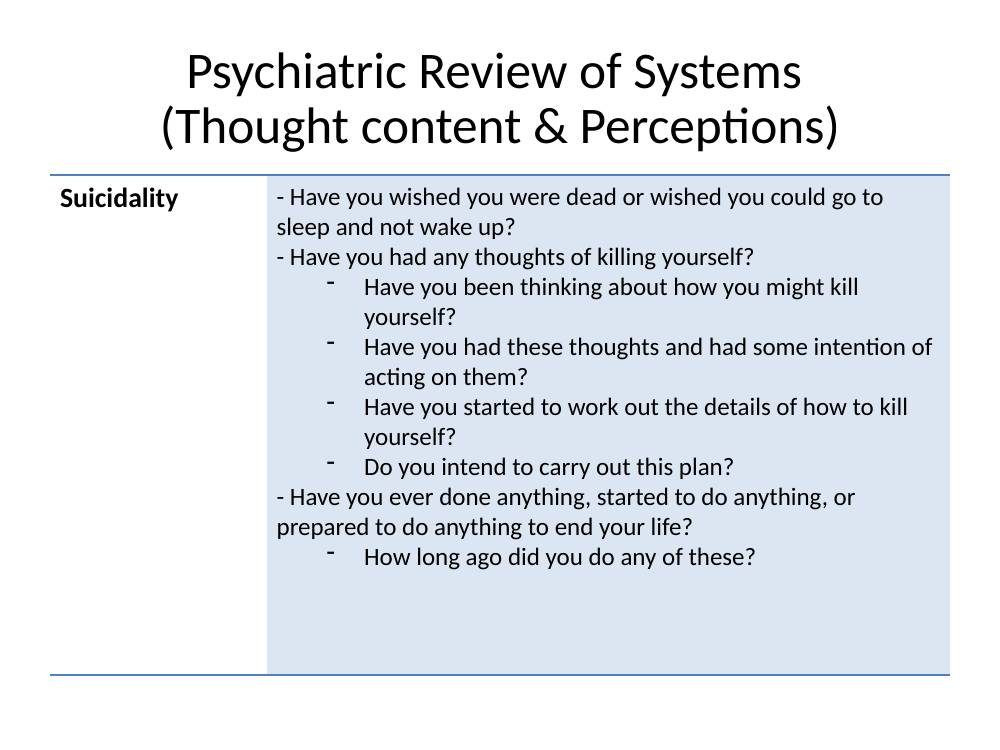 Psychiatric Review of Systems
(Thought content & Perceptions)
Suicidality
- Have you wished you were dead or wished you could go to
sleep and not wake up?
- Have you had any thoughts of killing yourself?
- Have you been thinking about how you might kill
yourself?
- Have you had these thoughts and had some intention of
acting on them?
- Have you started to work out the details of how to kill
yourself?
- Do you intend to carry out this plan?
- Have you ever done anything, started to do anything, or
prepared to do anything to end your life?
- How long ago did you do any of these?